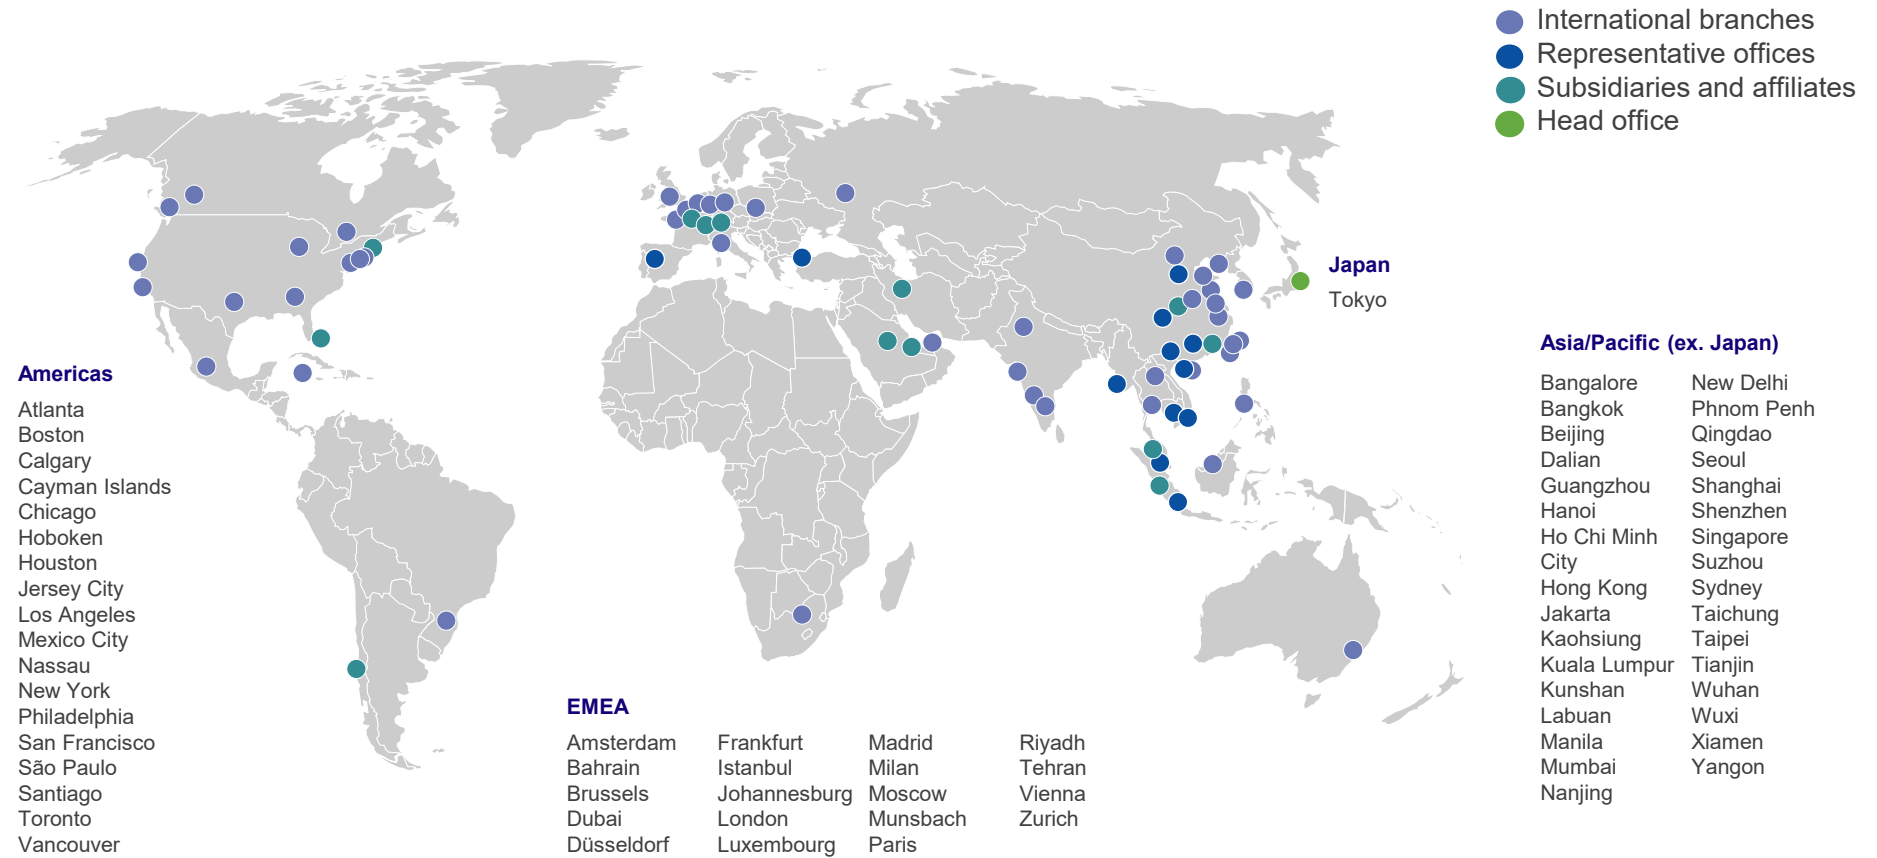 International branches
Representative offices
Subsidiaries and affiliates
Head office
Japan
Tokyo
Americas
Atlanta
Boston
Calgary
Cayman Islands
Chicago
Hoboken
Houston
Jersey City
Los Angeles
Mexico City
Nassau
New York
Philadelphia
San Francisco
São Paulo
Santiago
Toronto
Vancouver
EMEA
Amsterdam
Bahrain
Brussels
Dubai
Düsseldorf
Frankfurt
Istanbul
Johannesburg
London
Luxembourg
Madrid
Milan
Moscow
Munsbach
Paris
Riyadh
Tehran
Vienna
Zurich
Asia/Pacific (ex. Japan)
Bangalore
Bangkok
Beijing
Dalian
Guangzhou
Hanoi
Ho Chi Minh
City
Hong Kong
Jakarta
Kaohsiung
Kuala Lumpur
Kunshan
Labuan
Manila
Mumbai
Nanjing
New Delhi
Phnom Penh
Qingdao
Seoul
Shanghai
Shenzhen
Singapore
Suzhou
Sydney
Taichung
Taipei
Tianjin
Wuhan
Wuxi
Xiamen
Yangon